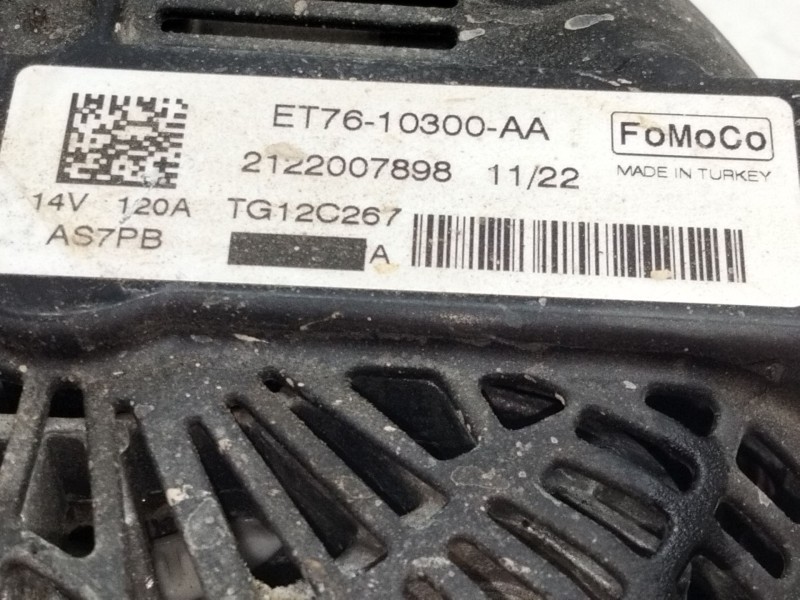 ET76-10300-AA
FoMoCo
2122007898 11/22
MADE IN TURKEY
14V 120A TG12C267
AS7PB
A